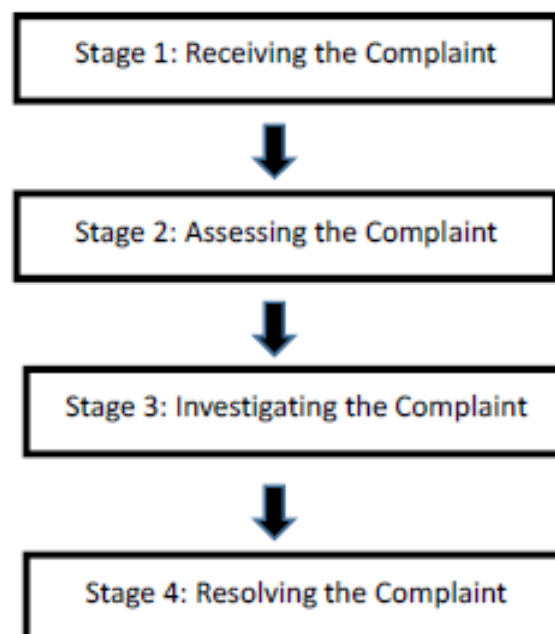 Stage 1: Receiving the Complaint
Stage 2: Assessing the Complaint
Stage 3: Investigating the Complaint
Stage 4: Resolving the Complaint